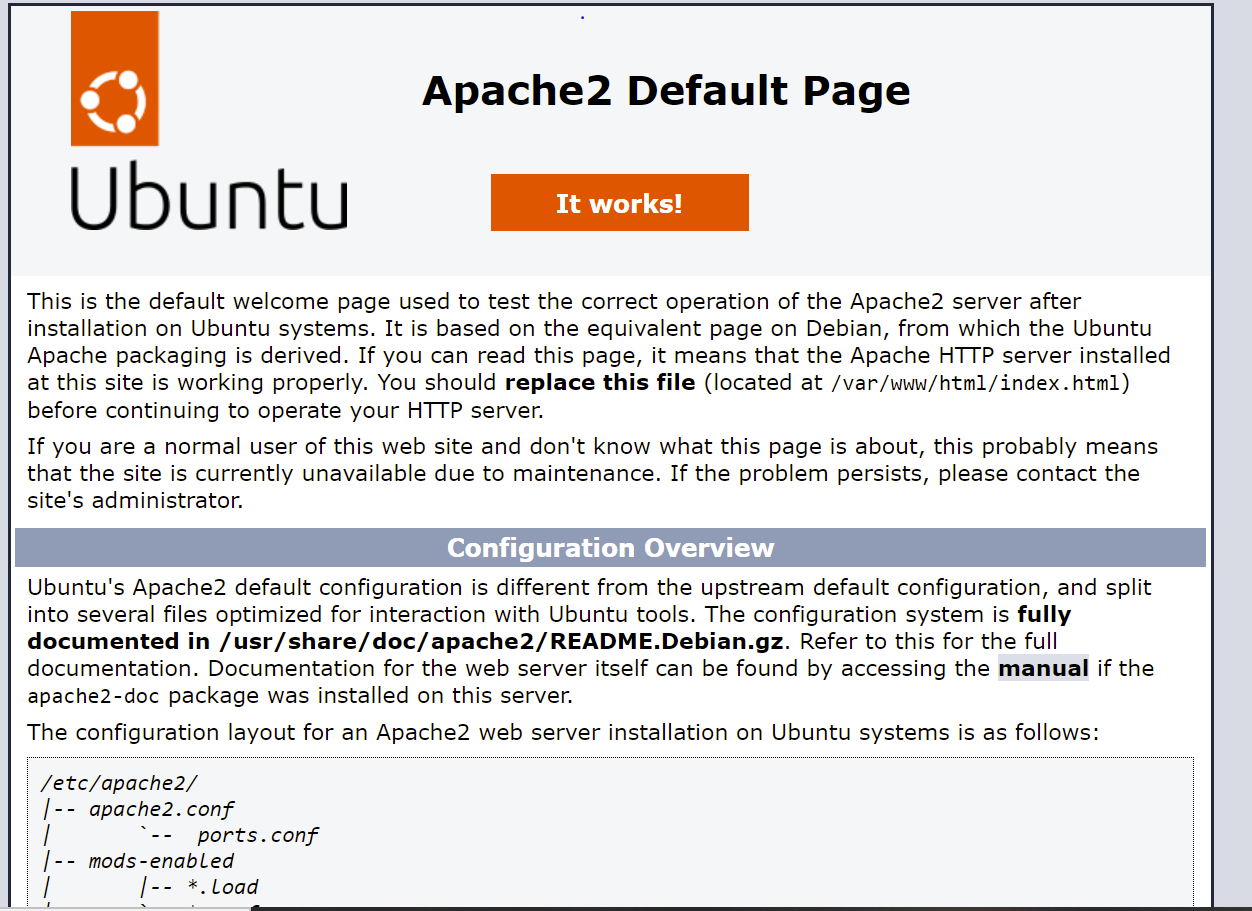 Apache2 Default Page
Ubuntu
It works!
This is the default welcome page used to test the correct operation of the Apache2 server after
installation on Ubuntu systems. It is based on the equivalent page on Debian, from which the Ubuntu
Apache packaging is derived. If you can read this page, it means that the Apache HTTP server installed
at this site is working properly. You should replace this file (located at /var/www/html/index.html)
before continuing to operate your HTTP server.
If you are a normal user of this web site and don't know what this page is about, this probably means
that the site is currently unavailable due to maintenance. If the problem persists, please contact the
site's administrator.
Configuration Overview
Ubuntu's Apache2 default configuration is different from the upstream default configuration, and split
into several files optimized for interaction with Ubuntu tools. The configuration system is fully
documented in /usr/share/doc/apache2/README.Debian.gz. Refer to this for the full
documentation. Documentation for the web server itself can be found by accessing the manual if the
apache2-doc package was installed on this server.
The configuration layout for an Apache2 web server installation on Ubuntu systems is as follows:
/etc/apache2/
|-- apache2.conf
|       `--  ports.conf
|-- mods-enabled
|       |-- *.load